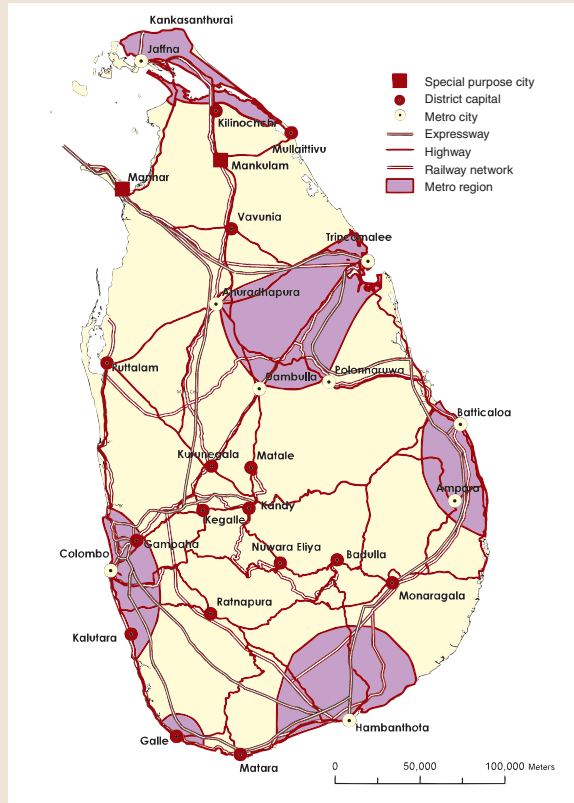 Kankasanthurai
Jaffna
Kilinochchi
Mullaittivu
Mankulam
Mannar
Vavunia
Trincomalee
Anuradhapura
Puttalam
Dambulla
Polonnaruwa
Batticaloa
Kurunegala
Matale
Ampara
Kegalle
Kandy
Gampaha
Colombo
Nuwara Eliya
Badulla
Monaragala
Ratnapura
Kalutara
Hambanthota
Galle
Matara
Special purpose city
District capital
Metro city
Expressway
Highway
Railway network
Metro region
0 50,000 100,000 Meters